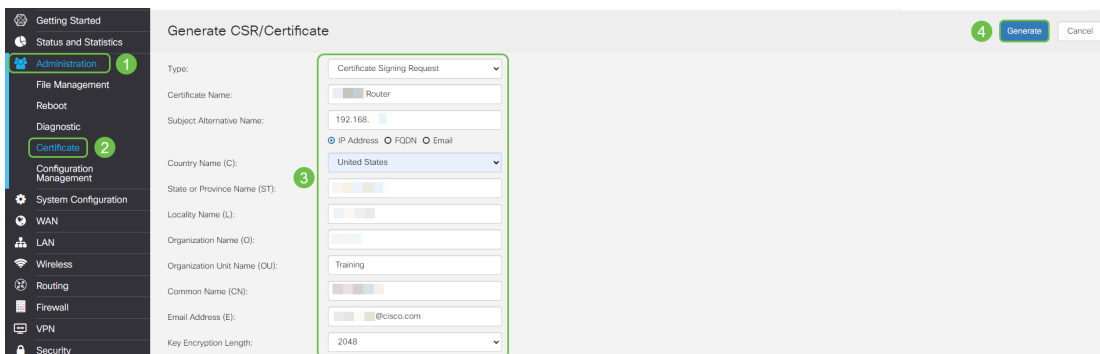 Getting Started
Status and Statistics
Administration 1
File Management
Reboot
Diagnostic
Certificate 2
Configuration
Management
System Configuration
WAN
LAN
Wireless
Routing
Firewall
VPN
Security
Generate CSR/Certificate
4 Generate Cancel
3
Type: Certificate Signing Request
Certificate Name: Router
Subject Alternative Name: 192.168.
IP Address FQDN Email
Country Name (C): United States
State or Province Name (ST):
Locality Name (L):
Organization Name (O):
Organization Unit Name (OU): Training
Common Name (CN):
Email Address (E): @cisco.com
Key Encryption Length: 2048